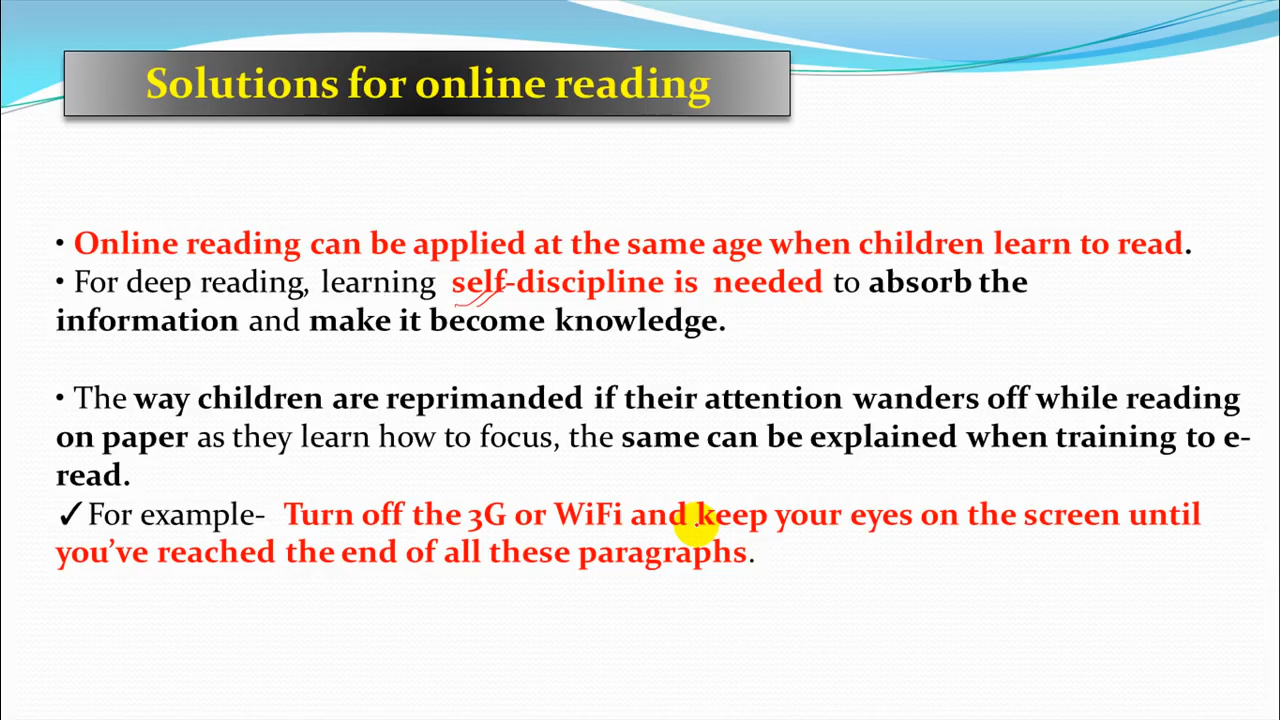 Solutions for online reading
• Online reading can be applied at the same age when children learn to read.
• For deep reading, learning self-discipline is needed to absorb the
information and make it become knowledge.
• The way children are reprimanded if their attention wanders off while reading
on paper as they learn how to focus, the same can be explained when training to e-
read.
✓For example- Turn off the 3G or WiFi and keep your eyes on the screen until
you’ve reached the end of all these paragraphs.